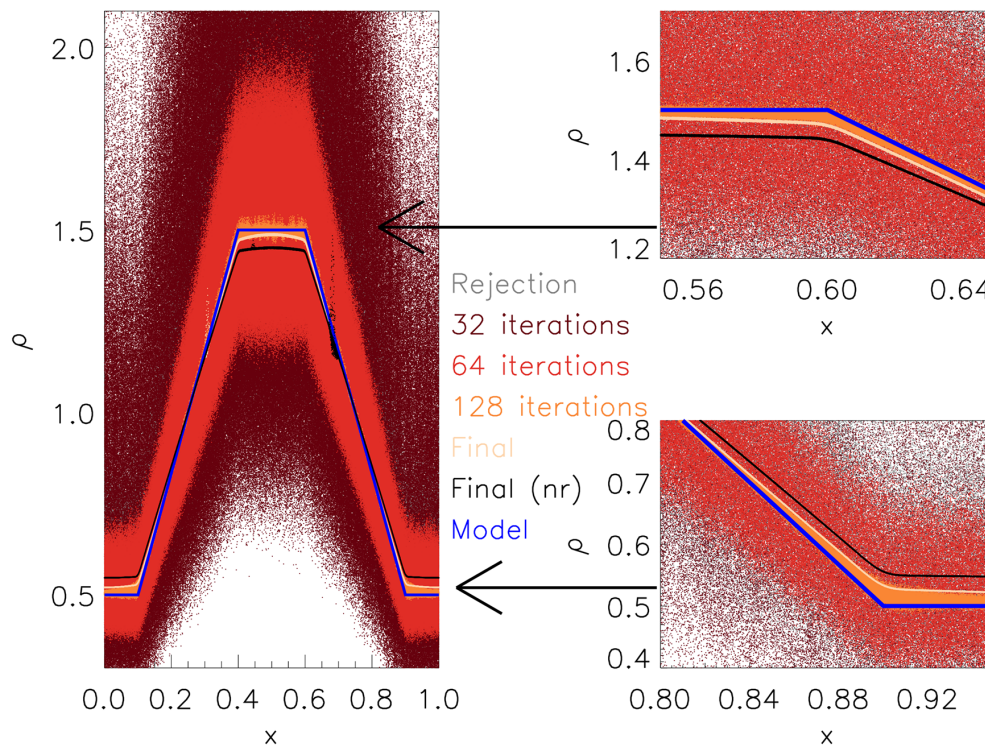 2.0
1.5
1.0
0.5
ρ
0.0 0.2 0.4 0.6 0.8 1.0
x
Rejection
32 iterations
64 iterations
128 iterations
Final
Final (nr)
Model
1.6
1.4
1.2
ρ
0.56 0.60 0.64
x
0.8
0.7
0.6
0.5
0.4
ρ
0.80 0.84 0.88 0.92
x